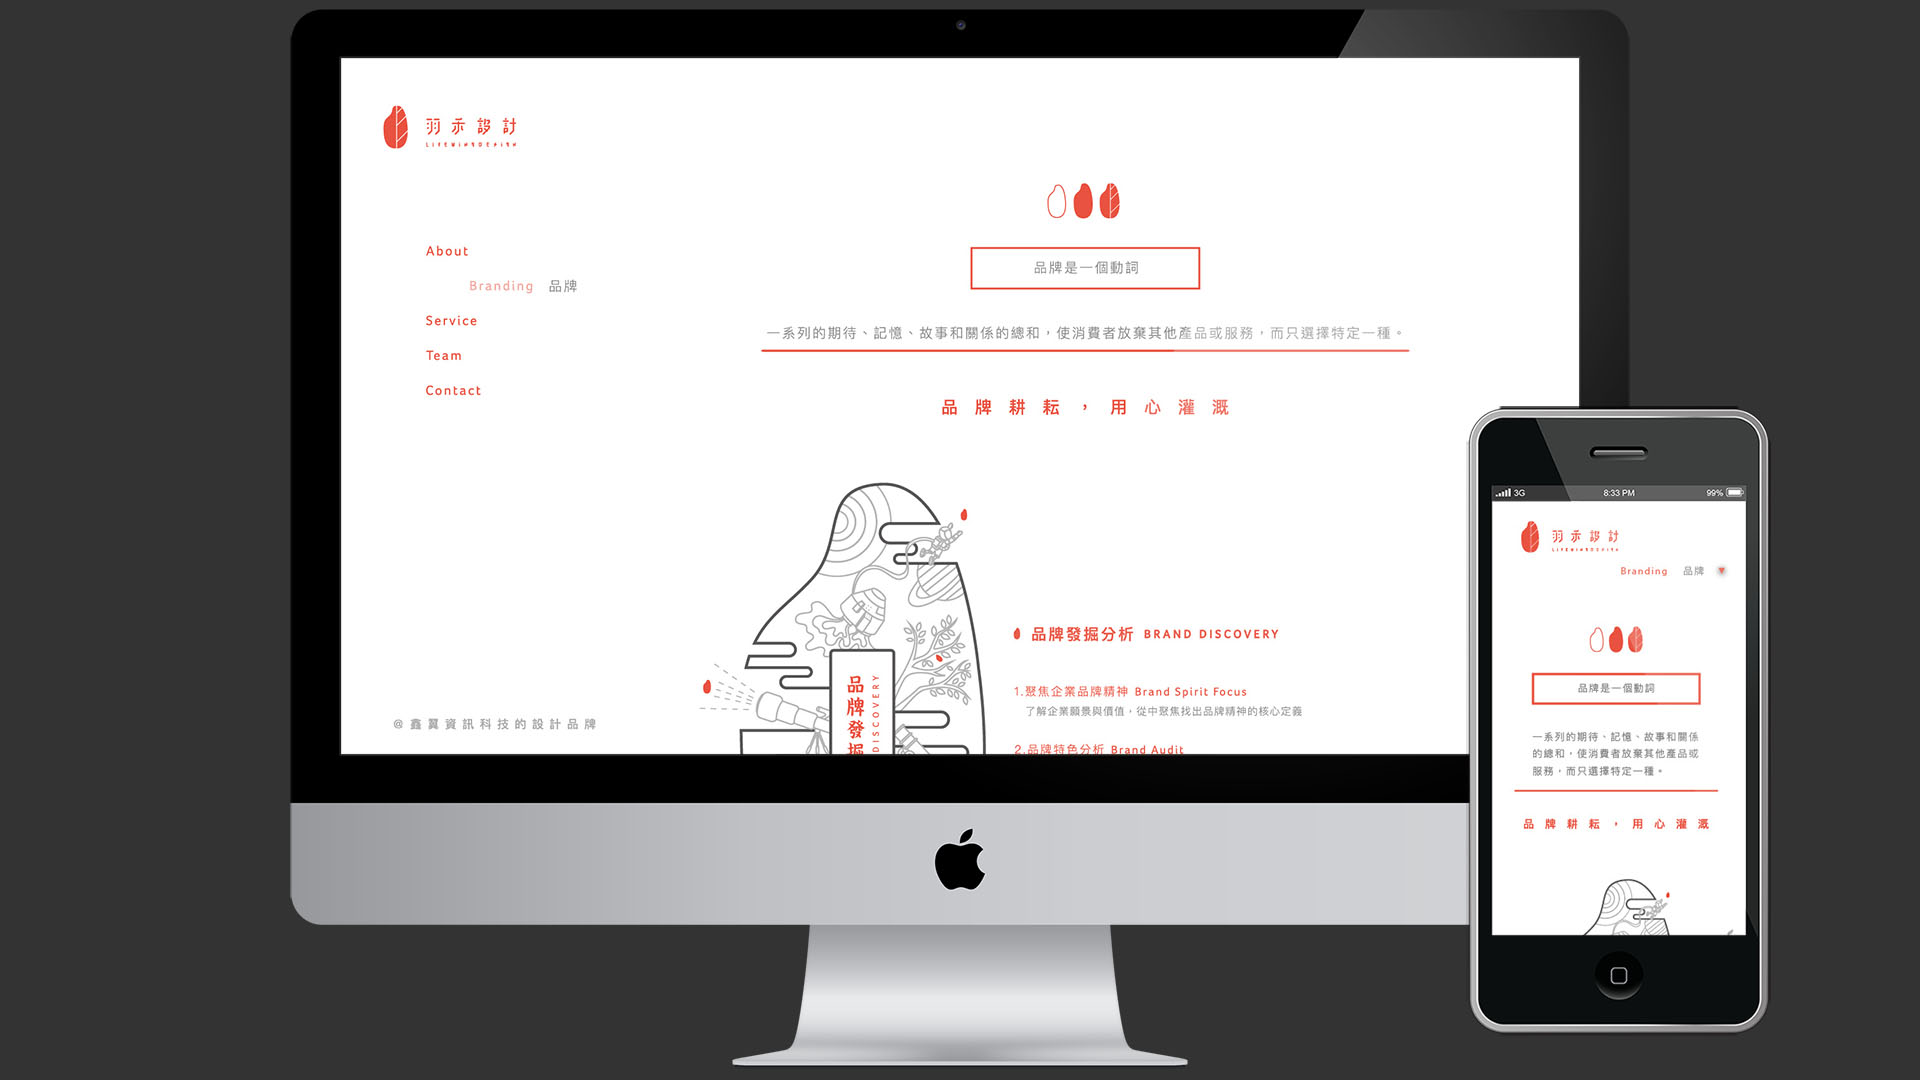 羽禾設計
LIFEWINGDESIGN
About
Branding 品牌
Service
Team
Contact
@鑫翼資訊科技的設計品牌
品牌是一個動詞
一系列的期待、記憶、故事和關係的總和，使消費者放棄其他產品或服務，而只選擇特定一種。
品牌耕耘，用心灌溉
品牌發掘
DISCOVERY
品牌發掘分析 BRAND DISCOVERY
1.聚焦企業品牌精神 Brand Spirit Focus
了解企業願景與價值，從中聚焦找出品牌精神的核心定義
2.品牌特色分析 Brand Audit
3G 8:33 PM 99%
羽禾設計
LIFEWINGDESIGN
Branding 品牌
品牌是一個動詞
一系列的期待、記憶、故事和關係
的總和，使消費者放棄其他產品或
服務，而只選擇特定一種。
品牌耕耘，用心灌溉